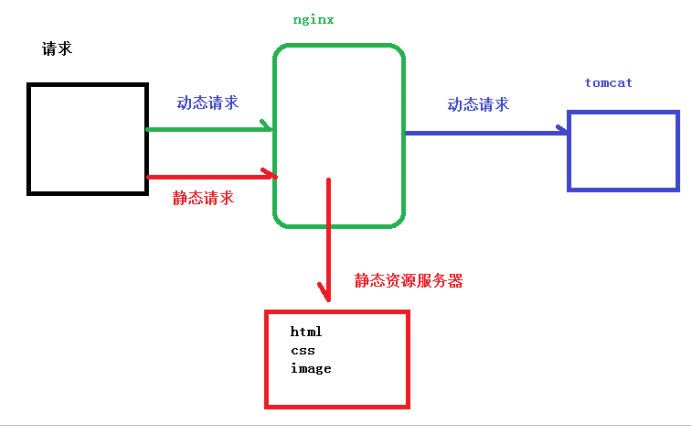 nginx
请求
tomcat
动态请求
动态请求
静态请求
静态资源服务器
html
css
image